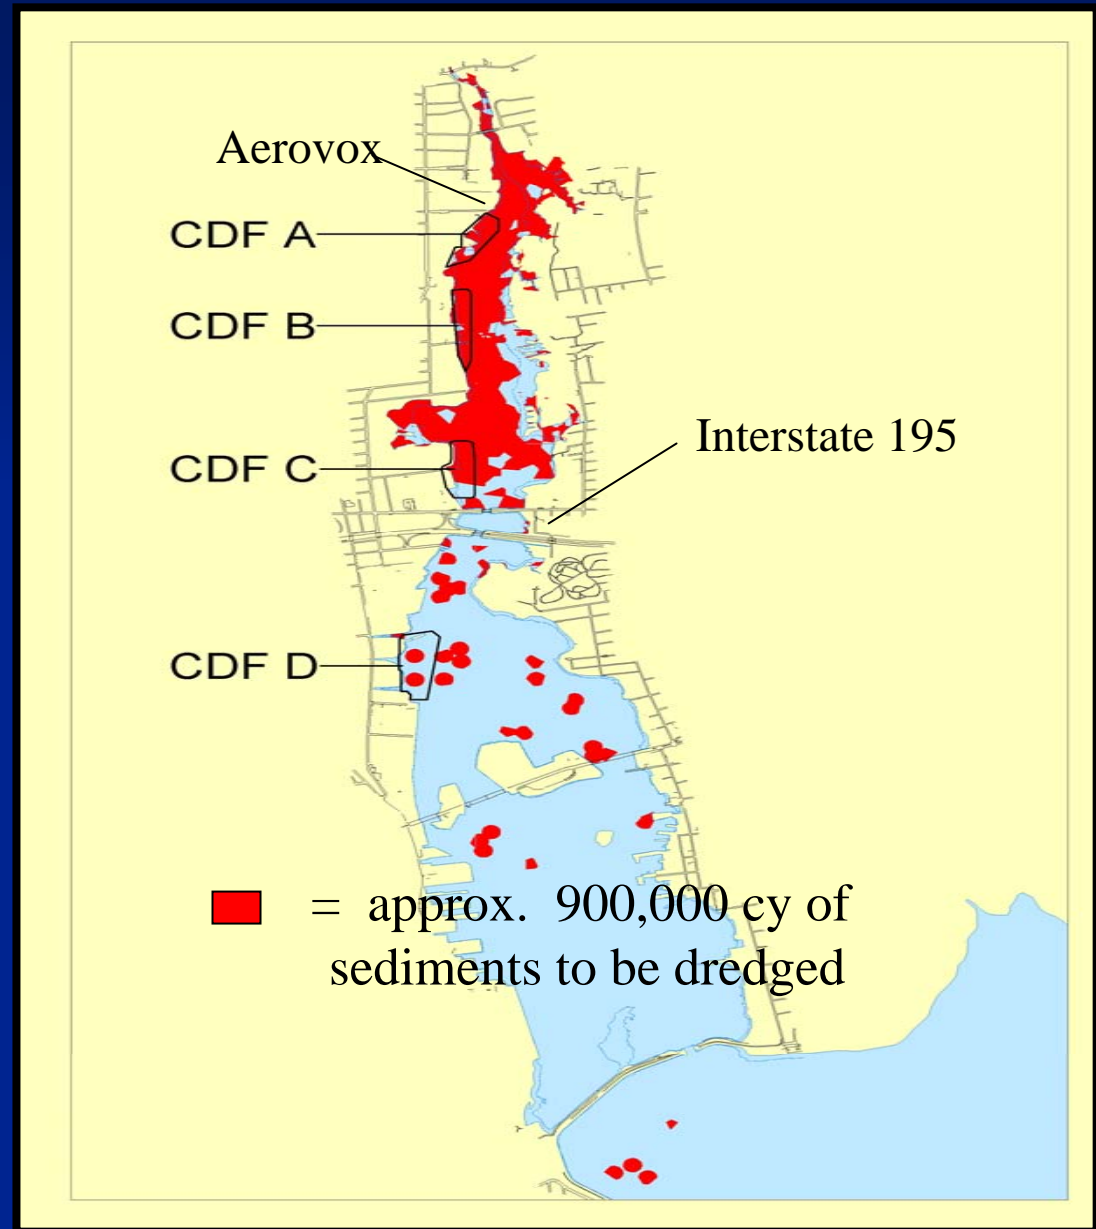 Aerovox
CDF A
CDF B
Interstate 195
CDF C
CDF D
= approx. 900,000 cy of
sediments to be dredged